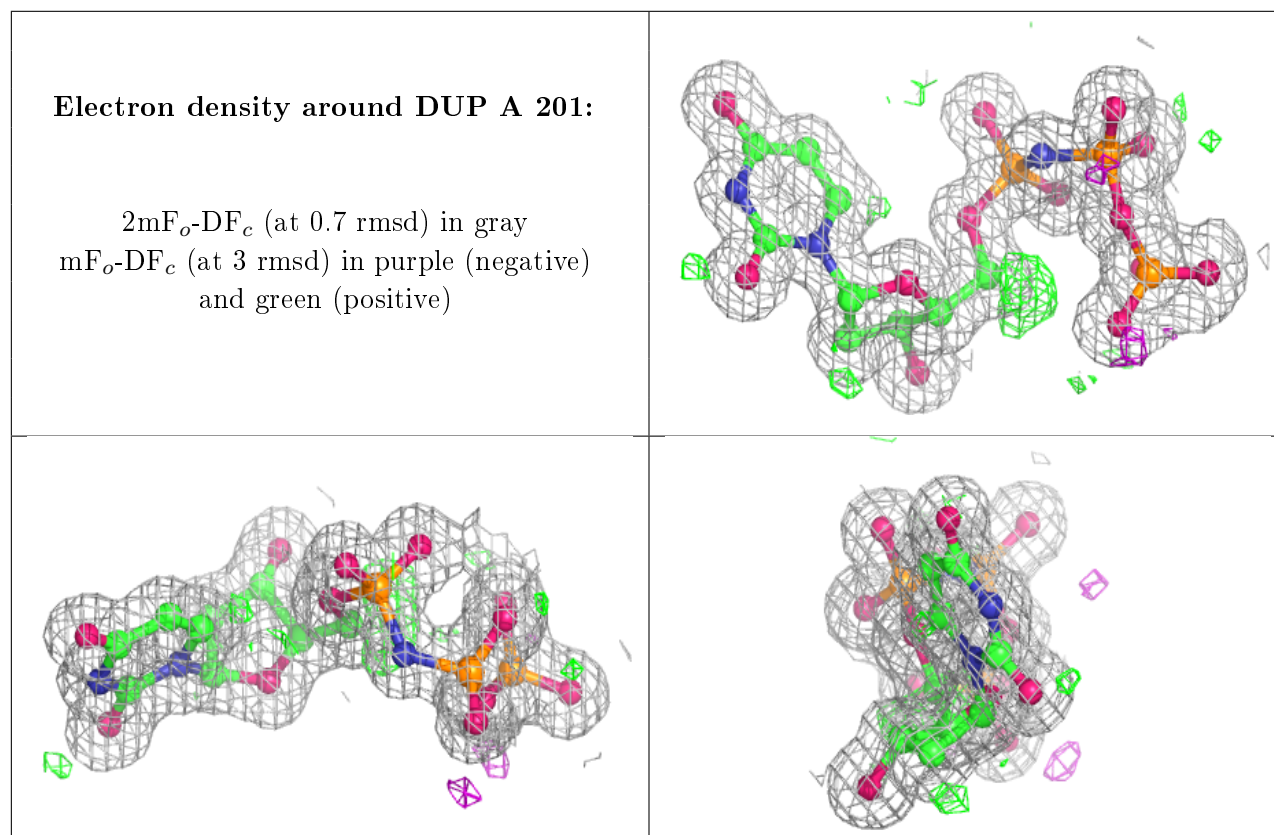 Electron density around DUP A 201:
2mFₒ-DF𝒸 (at 0.7 rmsd) in gray
mFₒ-DF𝒸 (at 3 rmsd) in purple (negative)
and green (positive)